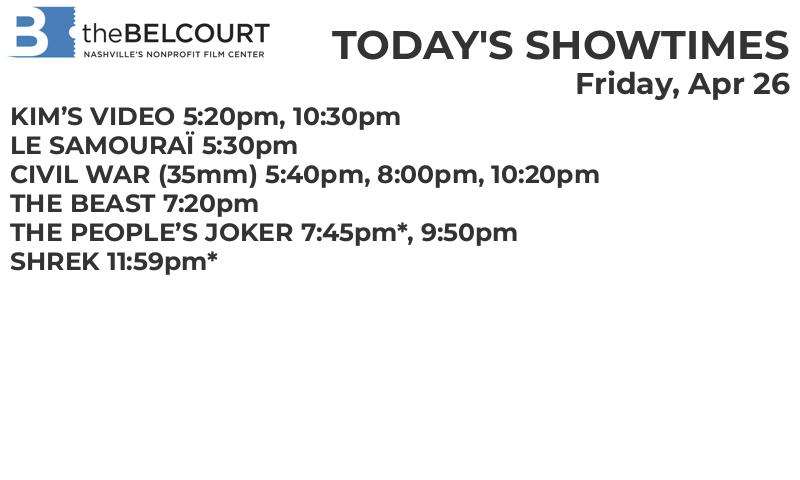 B theBELCOURT
NASHVILLE'S NONPROFIT FILM CENTER
TODAY'S SHOWTIMES
Friday, Apr 26
KIM’S VIDEO 5:20pm, 10:30pm
LE SAMOURAÏ 5:30pm
CIVIL WAR (35mm) 5:40pm, 8:00pm, 10:20pm
THE BEAST 7:20pm
THE PEOPLE’S JOKER 7:45pm*, 9:50pm
SHREK 11:59pm*